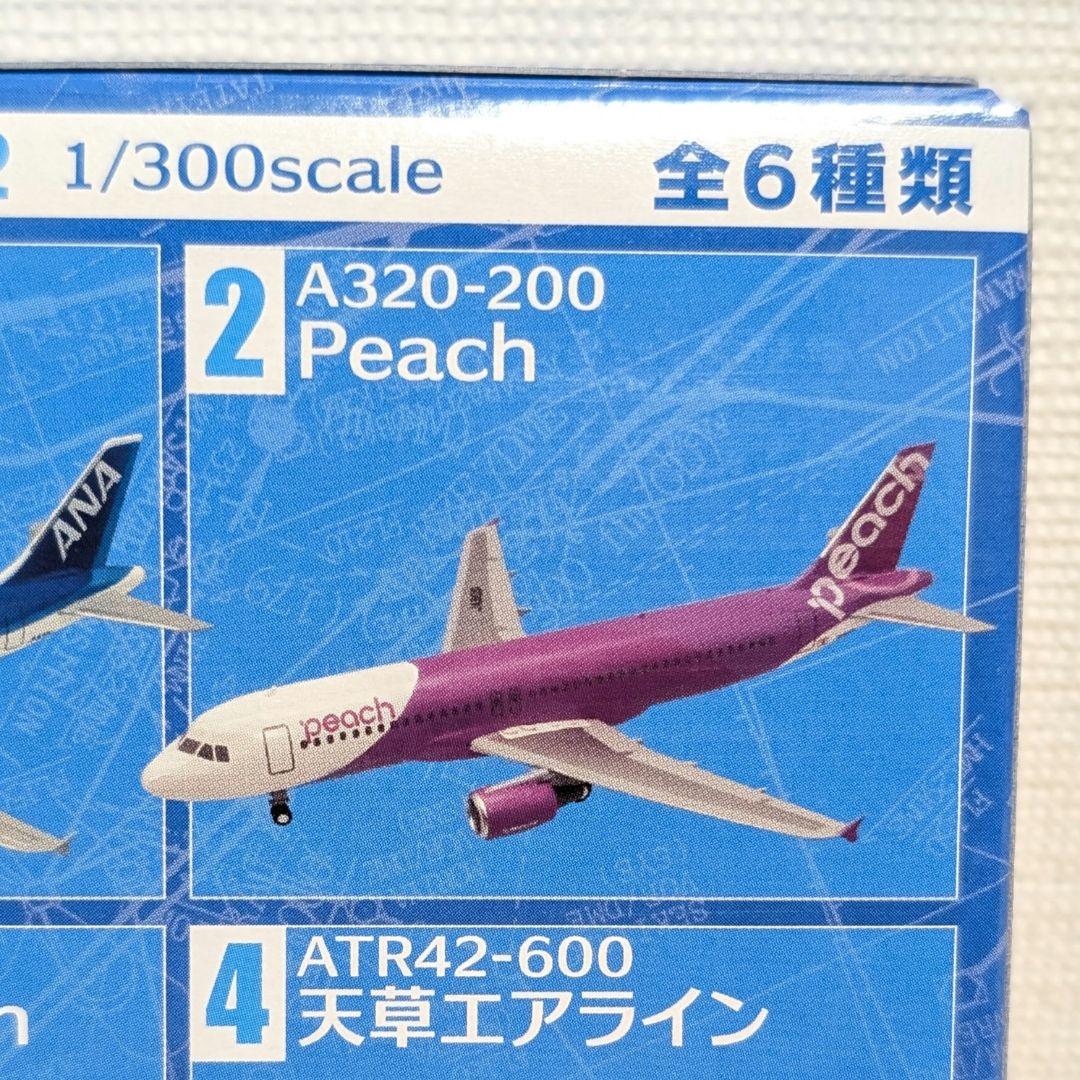 2 1/300scale 全6種類
2 A320-200
Peach
ANA
peach
peach
4 ATR42-600
天草エアライン